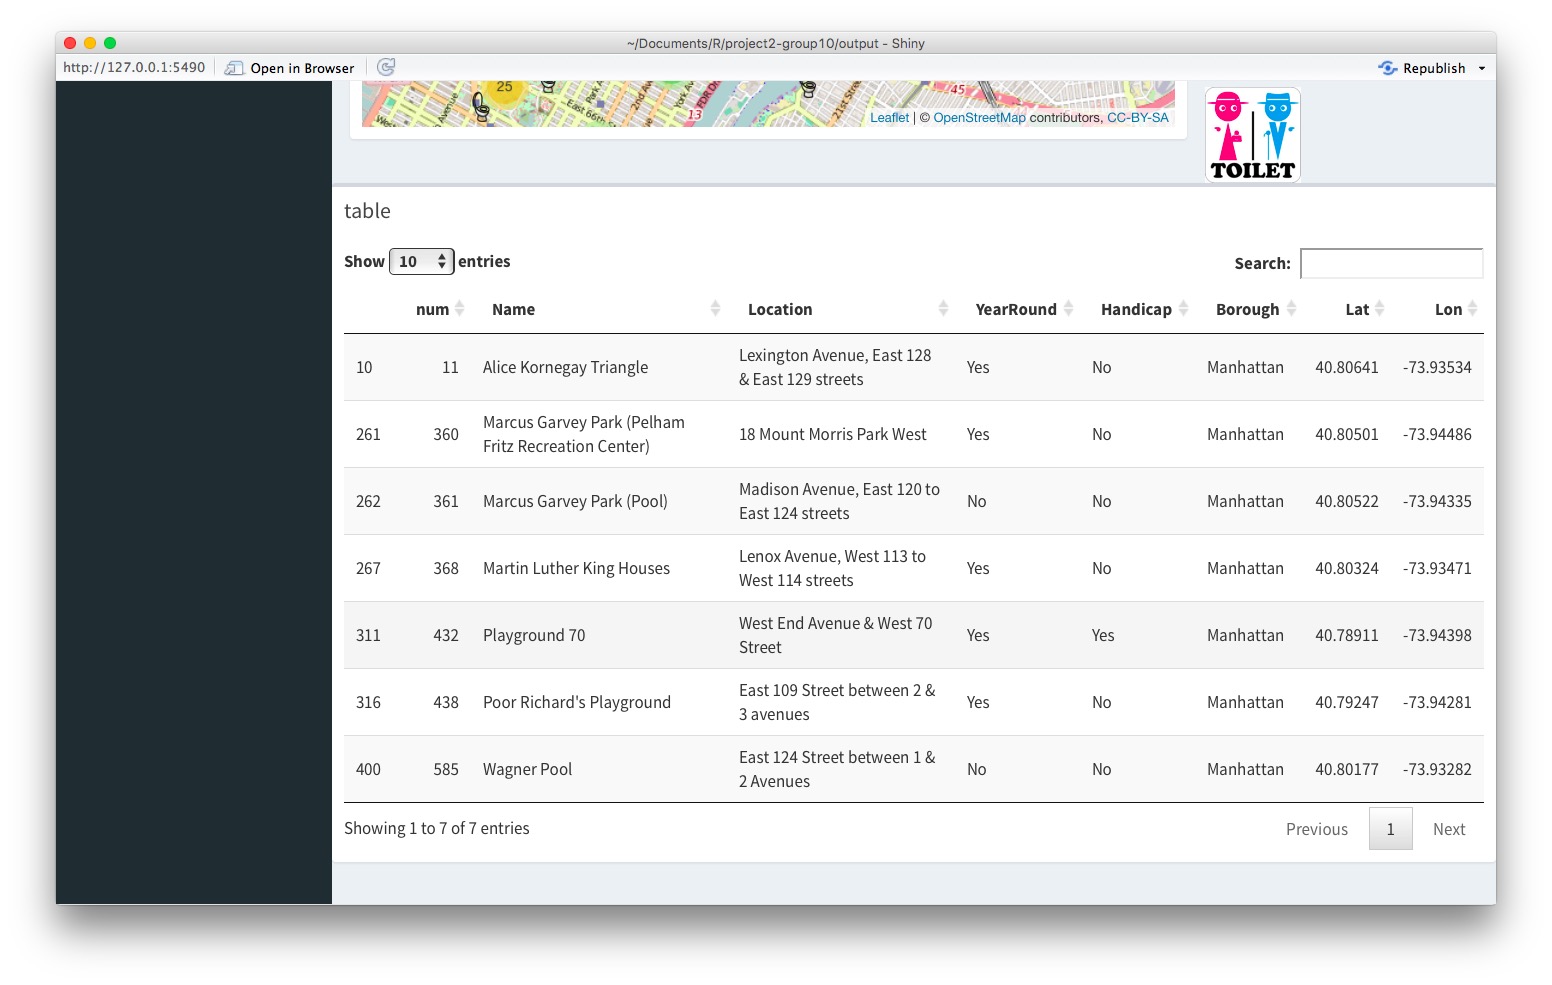 ~/Documents/R/project2-group10/output - Shiny
http://127.0.0.1:5490 Open in Browser Republish
25
East 66th
2nd Av
York A
FDR Dr
13
21st Stree
45
Leaflet | © OpenStreetMap contributors, CC-BY-SA
TOILET
table
Show 10 entries Search:
num Name Location YearRound Handicap Borough Lat Lon
10 11 Alice Kornegay Triangle Lexington Avenue, East 128 Yes No Manhattan 40.80641 -73.93534
& East 129 streets
261 360 Marcus Garvey Park (Pelham 18 Mount Morris Park West Yes No Manhattan 40.80501 -73.94486
Fritz Recreation Center)
262 361 Marcus Garvey Park (Pool) Madison Avenue, East 120 to No No Manhattan 40.80522 -73.94335
East 124 streets
267 368 Martin Luther King Houses Lenox Avenue, West 113 to Yes No Manhattan 40.80324 -73.93471
West 114 streets
311 432 Playground 70 West End Avenue & West 70 Yes Yes Manhattan 40.78911 -73.94398
Street
316 438 Poor Richard's Playground East 109 Street between 2 & Yes No Manhattan 40.79247 -73.94281
3 avenues
400 585 Wagner Pool East 124 Street between 1 & No No Manhattan 40.80177 -73.93282
2 Avenues
Showing 1 to 7 of 7 entries Previous 1 Next